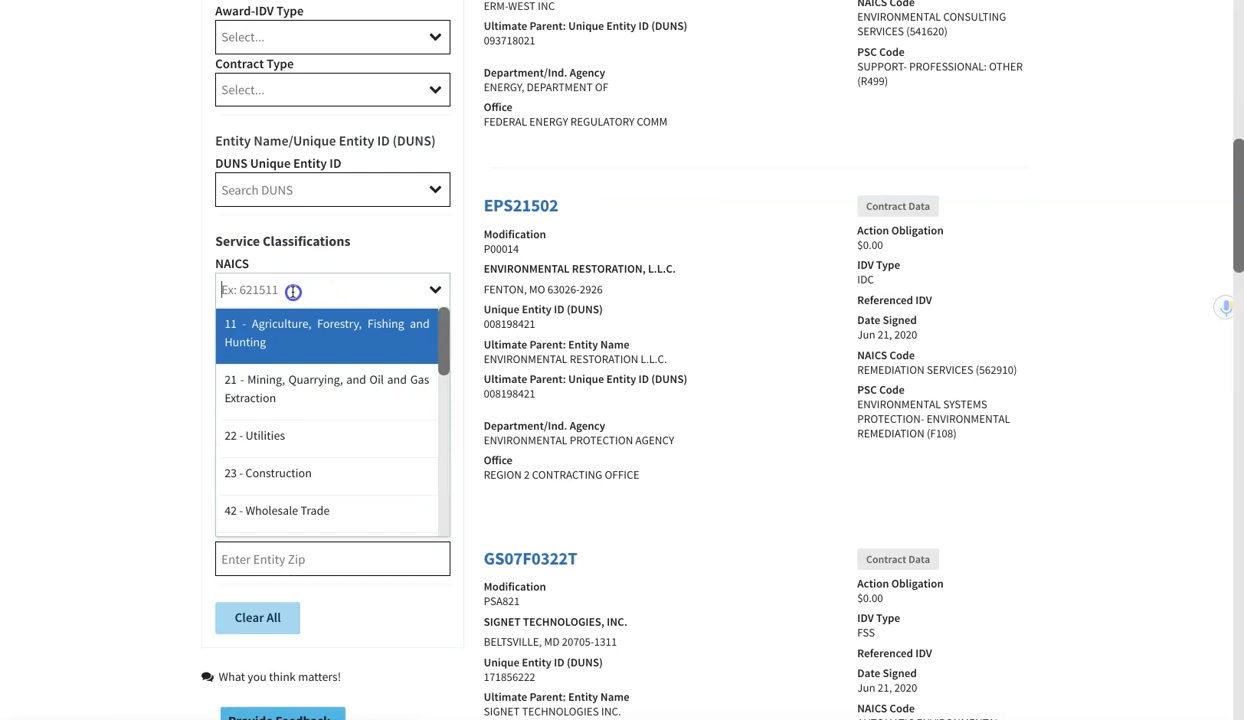 Award-IDV Type
Select...
Contract Type
Select...
Entity Name/Unique Entity ID (DUNS)
DUNS Unique Entity ID
Search DUNS
Service Classifications
NAICS
Ex: 621511
11 - Agriculture, Forestry, Fishing and
Hunting
21 - Mining, Quarrying, and Oil and Gas
Extraction
22 - Utilities
23 - Construction
42 - Wholesale Trade
Enter Entity Zip
Clear All
What you think matters!
Provide Feedback
ERM-WEST INC
Ultimate Parent: Unique Entity ID (DUNS)
093718021
Department/Ind. Agency
ENERGY, DEPARTMENT OF
Office
FEDERAL ENERGY REGULATORY COMM
NAICS Code
ENVIRONMENTAL CONSULTING
SERVICES (541620)
PSC Code
SUPPORT- PROFESSIONAL: OTHER
(R499)
EPS21502
Modification
P00014
ENVIRONMENTAL RESTORATION, L.L.C.
FENTON, MO 63026-2926
Unique Entity ID (DUNS)
008198421
Ultimate Parent: Entity Name
ENVIRONMENTAL RESTORATION L.L.C.
Ultimate Parent: Unique Entity ID (DUNS)
008198421
Department/Ind. Agency
ENVIRONMENTAL PROTECTION AGENCY
Office
REGION 2 CONTRACTING OFFICE
Contract Data
Action Obligation
$0.00
IDV Type
IDC
Referenced IDV
Date Signed
Jun 21, 2020
NAICS Code
REMEDIATION SERVICES (562910)
PSC Code
ENVIRONMENTAL SYSTEMS
PROTECTION- ENVIRONMENTAL
REMEDIATION (F108)
GS07F0322T
Modification
PSA821
SIGNET TECHNOLOGIES, INC.
BELTSVILLE, MD 20705-1311
Unique Entity ID (DUNS)
171856222
Ultimate Parent: Entity Name
SIGNET TECHNOLOGIES INC.
Contract Data
Action Obligation
$0.00
IDV Type
FSS
Referenced IDV
Date Signed
Jun 21, 2020
NAICS Code